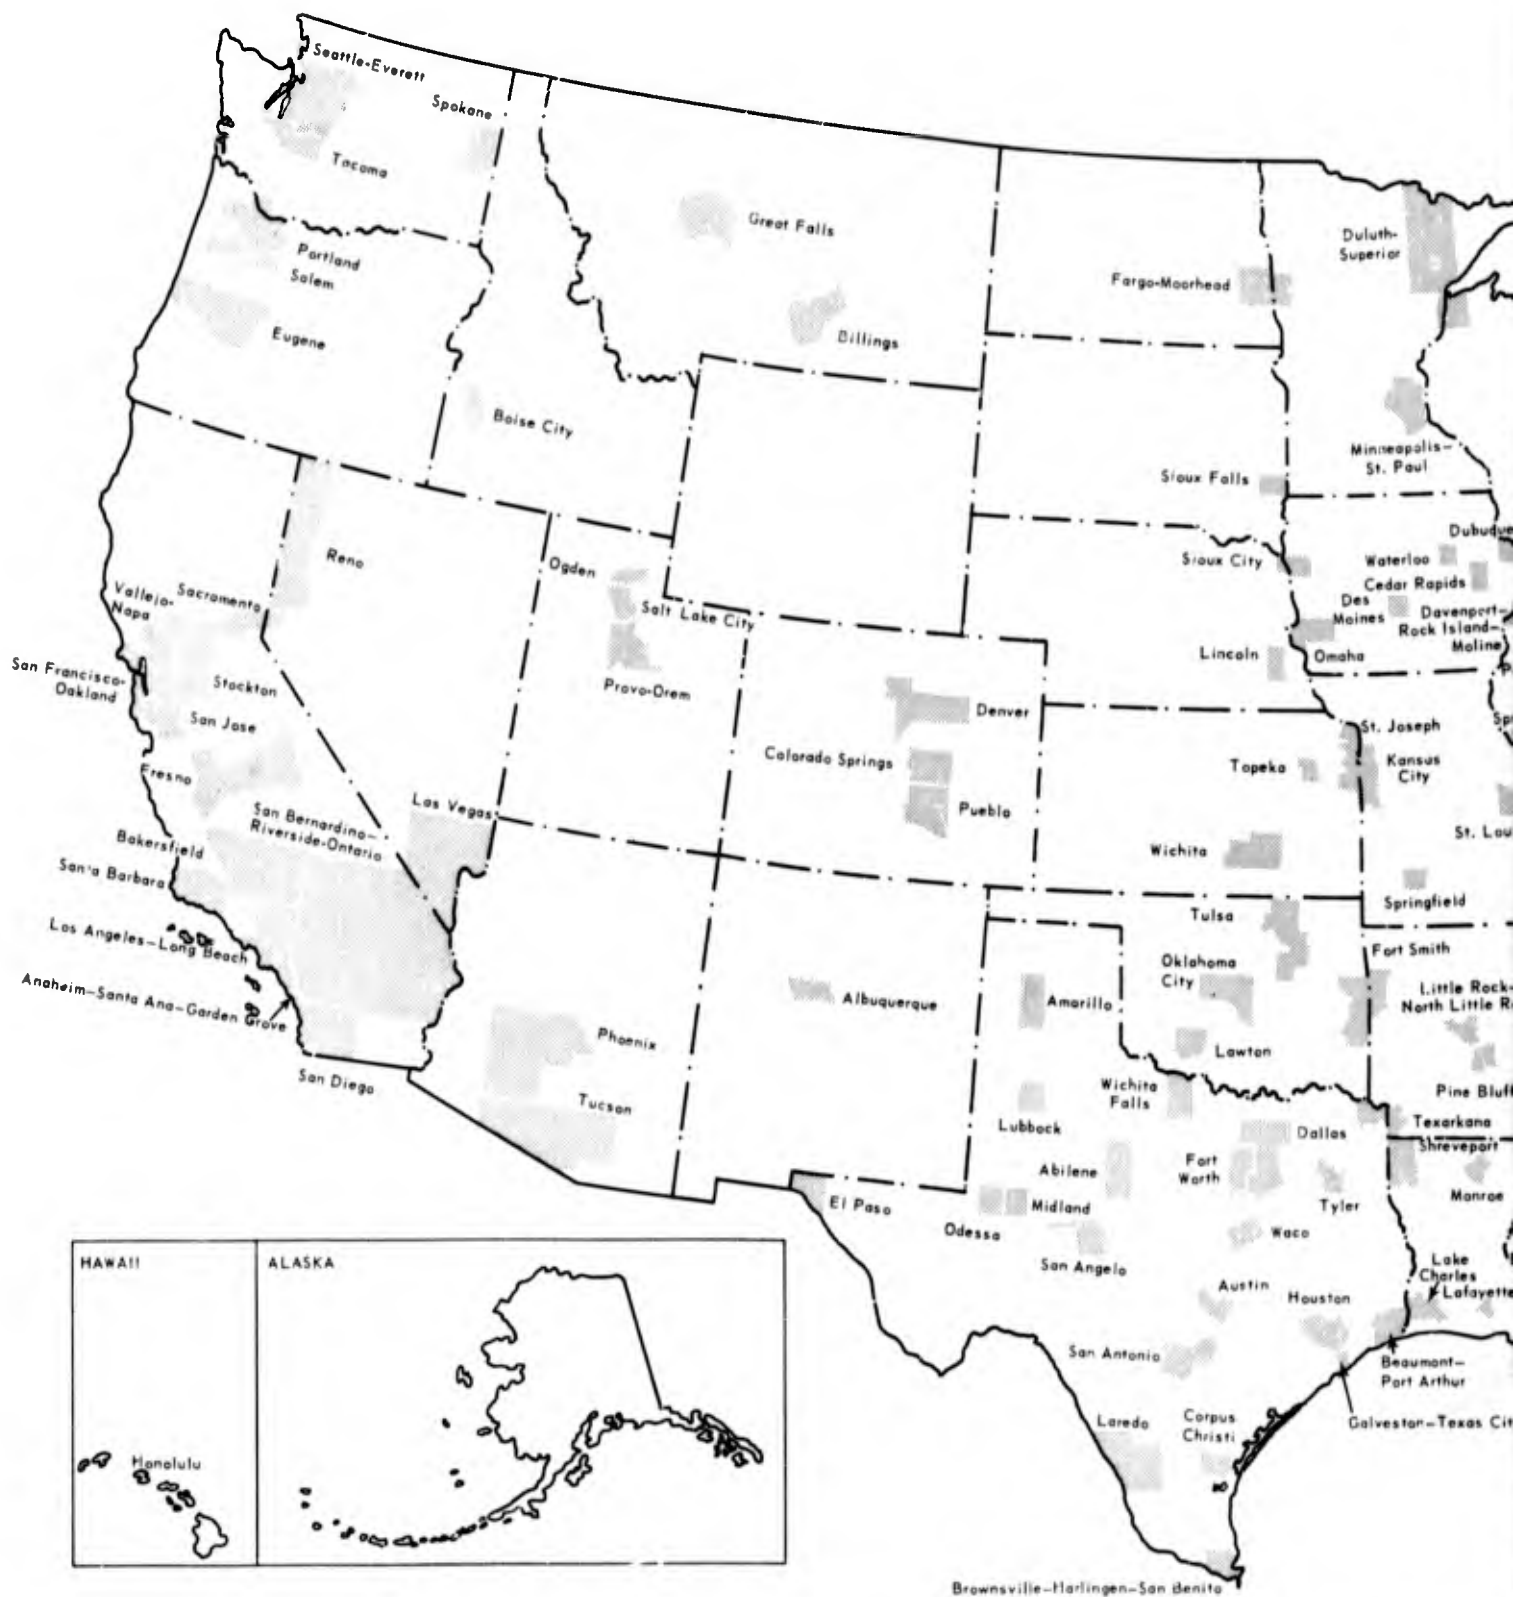 Seattle-Everett
Spokane
Tacoma
Great Falls
Duluth-
Superior
Portland
Salem
Fargo-Moorhead
Eugene
Billings
Boise City
Minneapolis-
St. Paul
Sioux Falls
Reno
Ogden
Sioux City
Waterloo
Cedar Rapids
Vallejo-
Napa
Sacramento
Salt Lake City
Des
Moines
Davenport-
Rock Island-
Moline
San Francisco-
Oakland
Stockton
Provo-Orem
Lincoln
Omaha
San Jose
Denver
St. Joseph
Fresno
Colorado Springs
Topeka
Kansas
City
Las Vegas
San Bernardino-
Riverside-Ontario
Pueblo
Bakersfield
Wichita
Santa Barbara
Springfield
Tulsa
Los Angeles-Long Beach
Fort Smith
Oklahoma
City
Anaheim-Santa Ana-Garden Grove
Albuquerque
Amarillo
Little Rock-
North Little
Phoenix
Lawton
San Diego
Tucson
Wichita
Falls
Pine Bluff
Lubbock
Dallas
Texarkana
Shreveport
Abilene
Fort
Worth
Tyler
Monroe
El Paso
Odessa
Midland
Waco
San Angelo
HAWAII
ALASKA
Lake
Charles
Lafayette
Austin
Houston
San Antonio
Beaumont-
Port Arthur
Laredo
Corpus
Christi
Galveston-Texas
Honolulu
Brownsville-Harlingen-San Benito